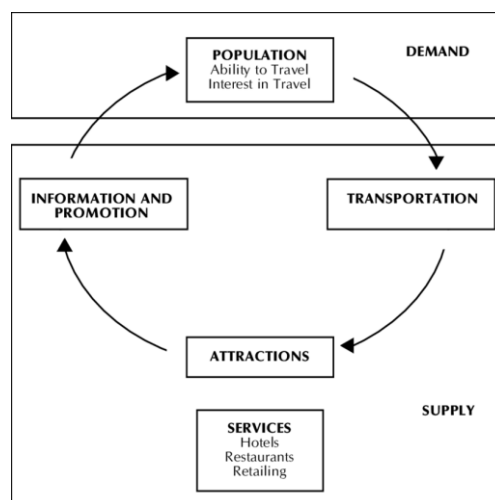 POPULATION
Ability to Travel
Interest in Travel
DEMAND
INFORMATION AND
PROMOTION
TRANSPORTATION
ATTRACTIONS
SERVICES
Hotels
Restaurants
Retailing
SUPPLY